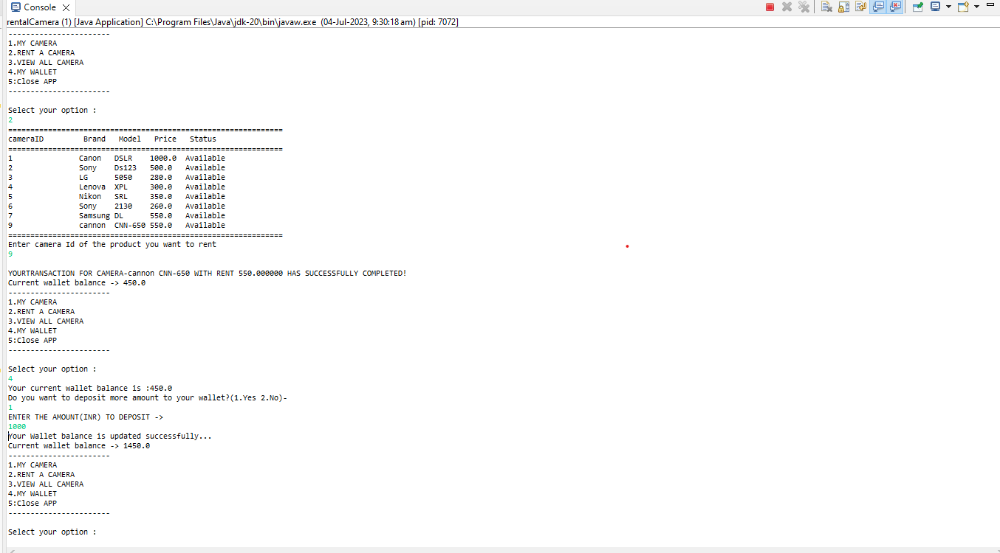 Console
rentalCamera (1) [Java Application] C:\Program Files\Java\jdk-20\bin\javaw.exe (04-Jul-2023, 9:30:18 am) [pid: 7072]
-----------------------
1.MY CAMERA
2.RENT A CAMERA
3.VIEW ALL CAMERA
4.MY WALLET
5:Close APP
-----------------------
Select your option :
2
==============================================================
cameraID Brand Model Price Status
==============================================================
1 Canon DSLR 1000.0 Available
2 Sony Ds123 500.0 Available
3 LG 5050 280.0 Available
4 Lenova XPL 300.0 Available
5 Nikon SRL 350.0 Available
6 Sony 2130 260.0 Available
7 Samsung DL 550.0 Available
9 cannon CNN-650 550.0 Available
==============================================================
Enter camera Id of the product you want to rent
9
YOURTRANSACTION FOR CAMERA-cannon CNN-650 WITH RENT 550.000000 HAS SUCCESSFULLY COMPLETED!
Current wallet balance -> 450.0
-----------------------
1.MY CAMERA
2.RENT A CAMERA
3.VIEW ALL CAMERA
4.MY WALLET
5:Close APP
-----------------------
Select your option :
4
Your current wallet balance is :450.0
Do you want to deposit more amount to your wallet?(1.Yes 2.No)-
1
ENTER THE AMOUNT(INR) TO DEPOSIT ->
1000
Your Wallet balance is updated successfully...
Current wallet balance -> 1450.0
-----------------------
1.MY CAMERA
2.RENT A CAMERA
3.VIEW ALL CAMERA
4.MY WALLET
5:Close APP
-----------------------
Select your option :